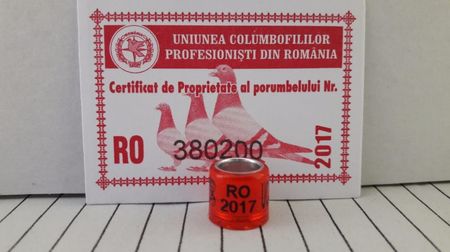 UNIUNEA COLUMBOFILILOR
PROFESIONIȘTI DIN ROMÂNIA
Certificat de Proprietate al porumbelului Nr.
RO 380200
2017
RO
2017